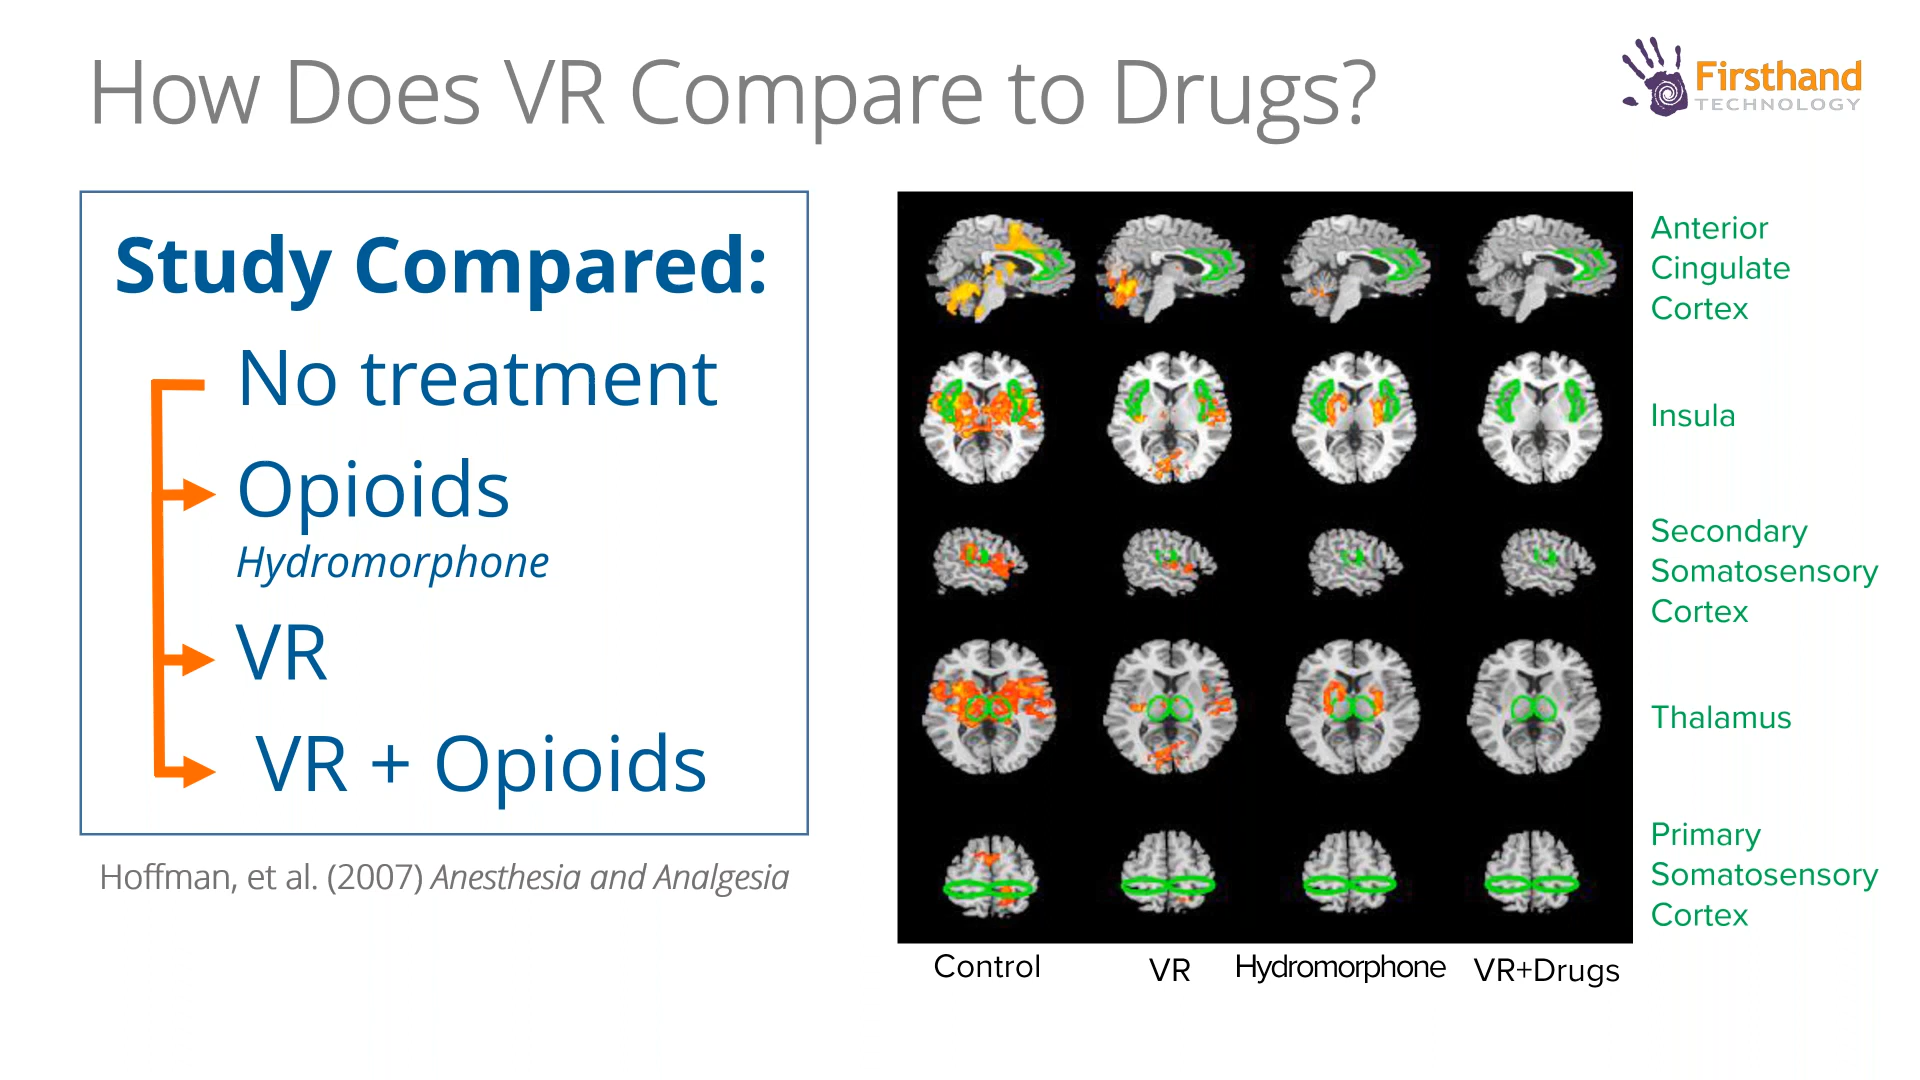 How Does VR Compare to Drugs?
Firsthand
TECHNOLOGY
Study Compared:
No treatment
Opioids
Hydromorphone
VR
VR + Opioids
Hoffman, et al. (2007) Anesthesia and Analgesia
Anterior
Cingulate
Cortex
Insula
Secondary
Somatosensory
Cortex
Thalamus
Primary
Somatosensory
Cortex
Control
VR
Hydromorphone
VR+Drugs